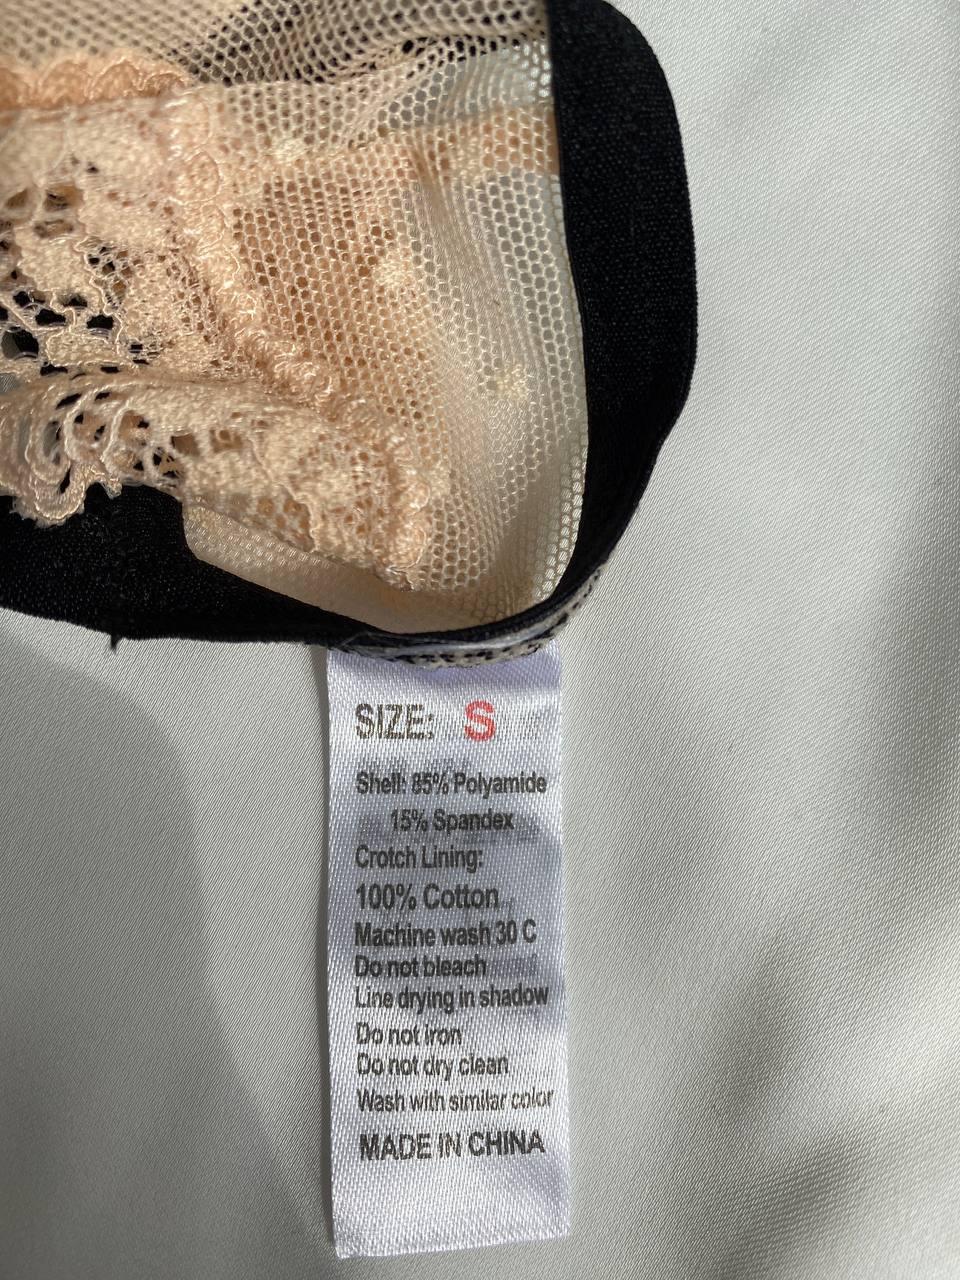 SIZE: S
Shell: 85% Polyamide
15% Spandex
Crotch Lining:
100% Cotton
Machine wash 30 C
Do not bleach
Line drying in shadow
Do not iron
Do not dry clean
Wash with similar color
MADE IN CHINA